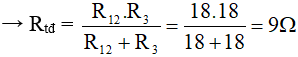 → Rtđ = R12.R3 / R12 + R3 = 18.18 / 18 + 18 = 9Ω